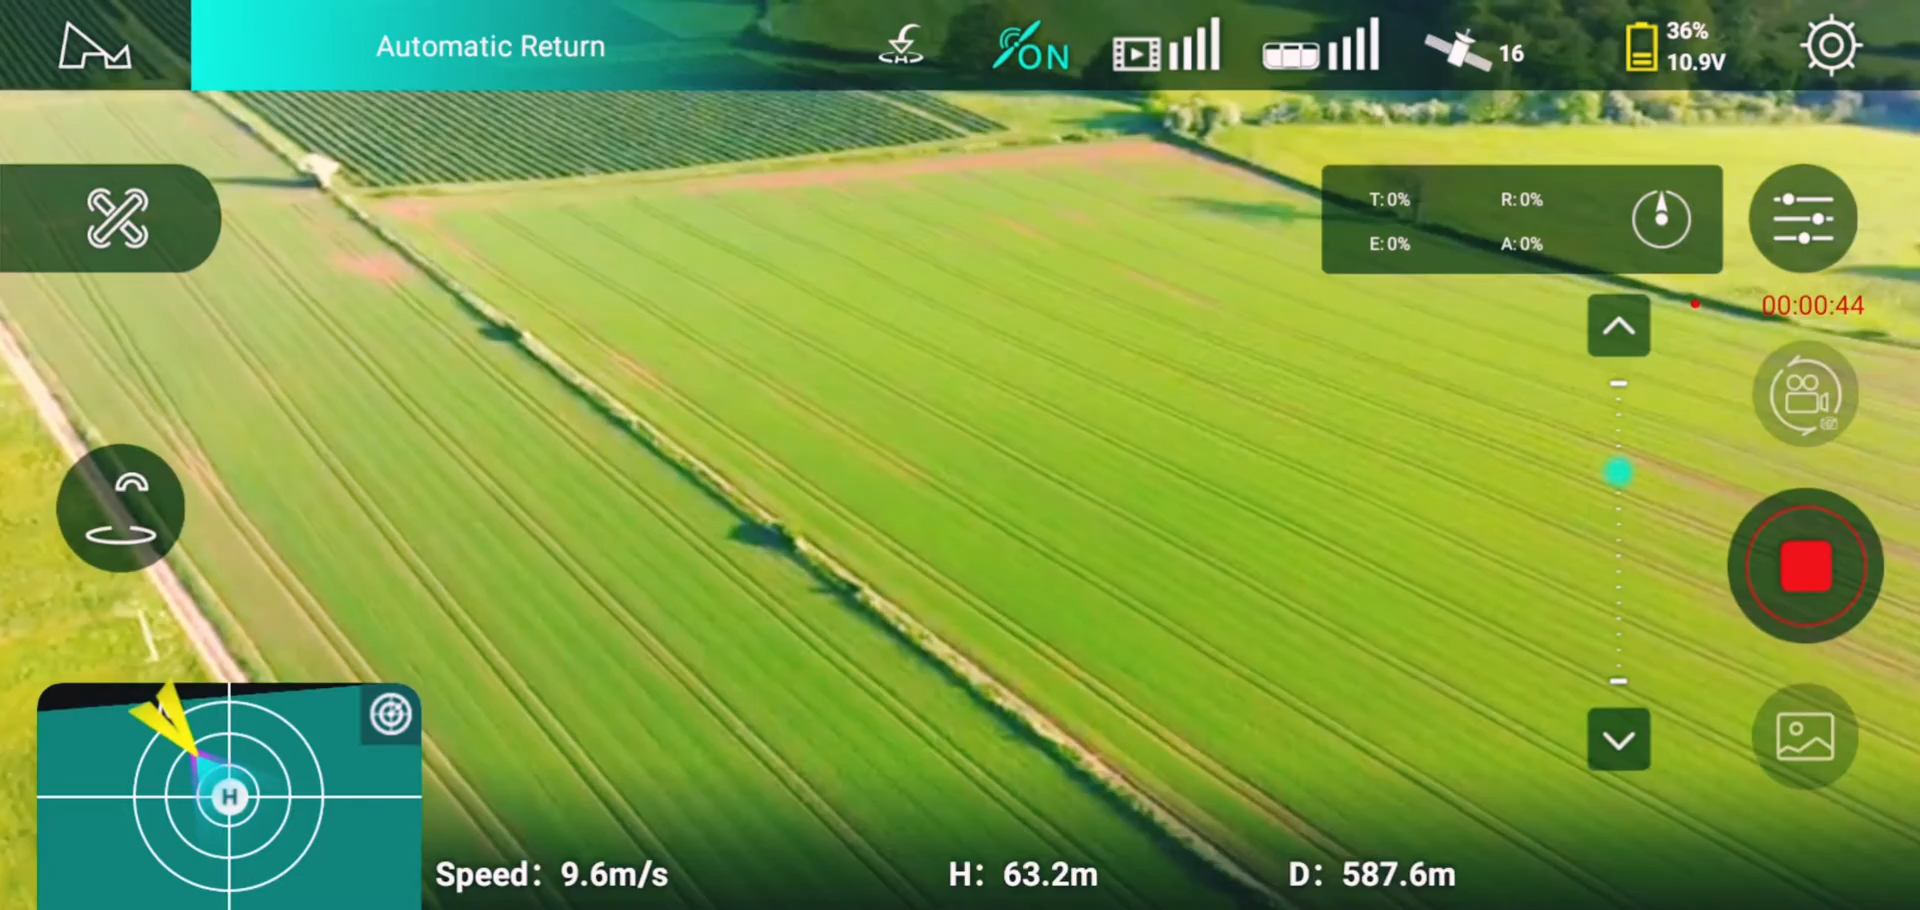 Automatic Return
ON
16
36%
10.9V
T:0%
R:0%
E:0%
A:0%
00:00:44
H
Speed: 9.6m/s
H: 63.2m
D: 587.6m